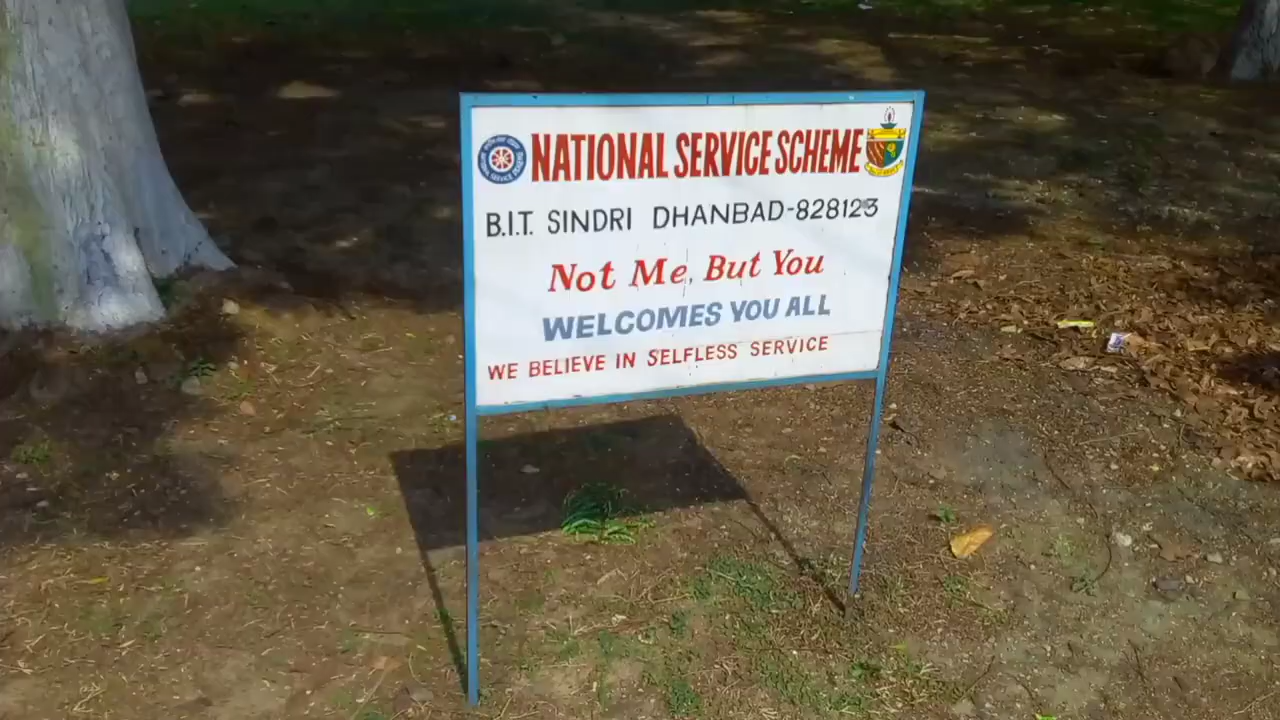 NATIONAL SERVICE SCHEME
B.I.T. SINDRI DHANBAD-828123
Not Me, But You
WELCOMES YOU ALL
WE BELIEVE IN SELFLESS SERVICE